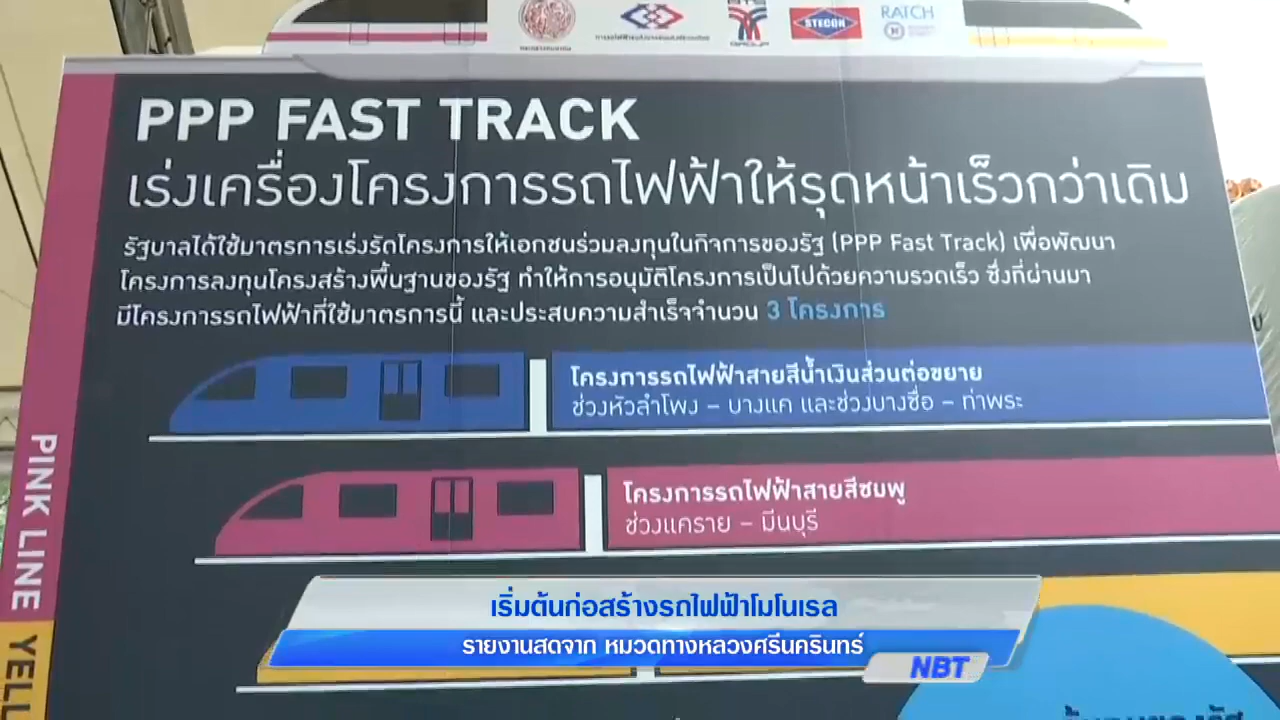 STECON
RATCH
PPP FAST TRACK
เร่งเครื่องโครงการรถไฟฟ้าให้รุดหน้าเร็วกว่าเดิม
รัฐบาลได้ใช้มาตรการเร่งรัดโครงการให้เอกชนร่วมลงทุนในกิจการของรัฐ (PPP Fast Track) เพื่อพัฒนา
โครงการลงทุนโครงสร้างพื้นฐานของรัฐ ทำให้การอนุมัติโครงการเป็นไปด้วยความรวดเร็ว ซึ่งที่ผ่านมา
มีโครงการรถไฟฟ้าที่ใช้มาตรการนี้ และประสบความสำเร็จจำนวน 3 โครงการ
โครงการรถไฟฟ้าสายสีน้ำเงินส่วนต่อขยาย
ช่วงหัวลำโพง – บางแค และช่วงบางซื่อ – ท่าพระ
โครงการรถไฟฟ้าสายสีชมพู
ช่วงแคราย – มีนบุรี
PINK LINE
YELL
เริ่มต้นก่อสร้างรถไฟฟ้าโมโนเรล
รายงานสดจาก หมวดทางหลวงศรีนครินทร์
NBT